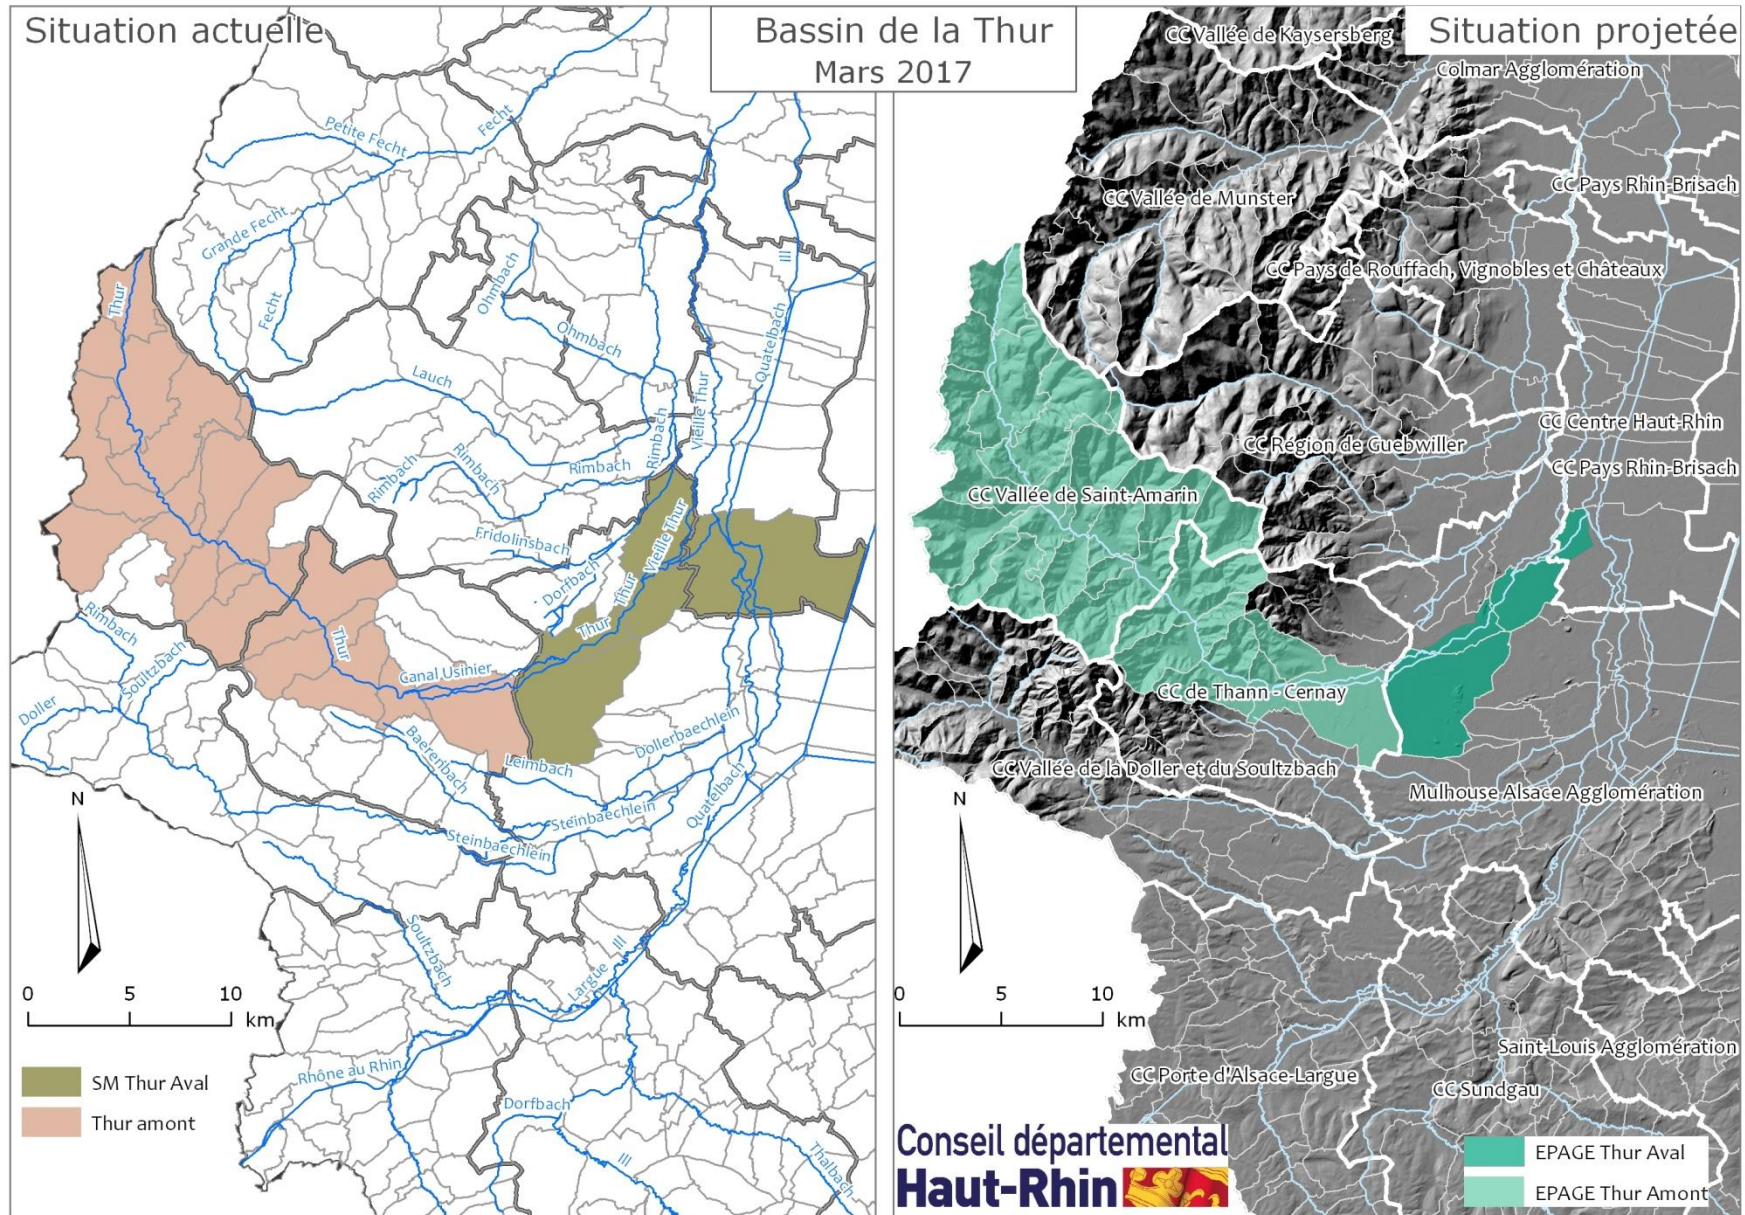 Situation actuelle
Bassin de la Thur
Mars 2017
Situation projetée
Petite Fecht
Fecht
Grande Fecht
Fecht
Thur
Ohmbach
Ohmbach
Ill
Quatelbach
Lauch
Vieille Thur
Rimbach
Rimbach
Rimbach
Rimbach
Fridolinsbach
Vieille Thur
Dorfbach
Thur
Thur
Rimbach
Soultzbach
Thur
Canal Usinier
Doller
Baerenbach
Leimbach
Dollerbaechlein
Quatelbach
Steinbaechlein
Steinbaechlein
N
Soultzbach
Ill
Largue
0 5 10
km
SM Thur Aval
Thur amont
Rhône au Rhin
Dorfbach
Ill
Thalbach
CC Vallée de Kaysersberg
Colmar Agglomération
CC Pays Rhin-Brisach
CC Vallée de Munster
CC Pays de Rouffach, Vignobles et Châteaux
CC Centre Haut-Rhin
CC Région de Guebwiller
CC Pays Rhin-Brisach
CC Vallée de Saint-Amarin
CC de Thann - Cernay
CC Vallée de la Doller et du Soultzbach
Mulhouse Alsace Agglomération
N
0 5 10
km
Saint-Louis Agglomération
CC Porte d'Alsace-Largue
CC Sundgau
Conseil départemental
Haut-Rhin
EPAGE Thur Aval
EPAGE Thur Amont